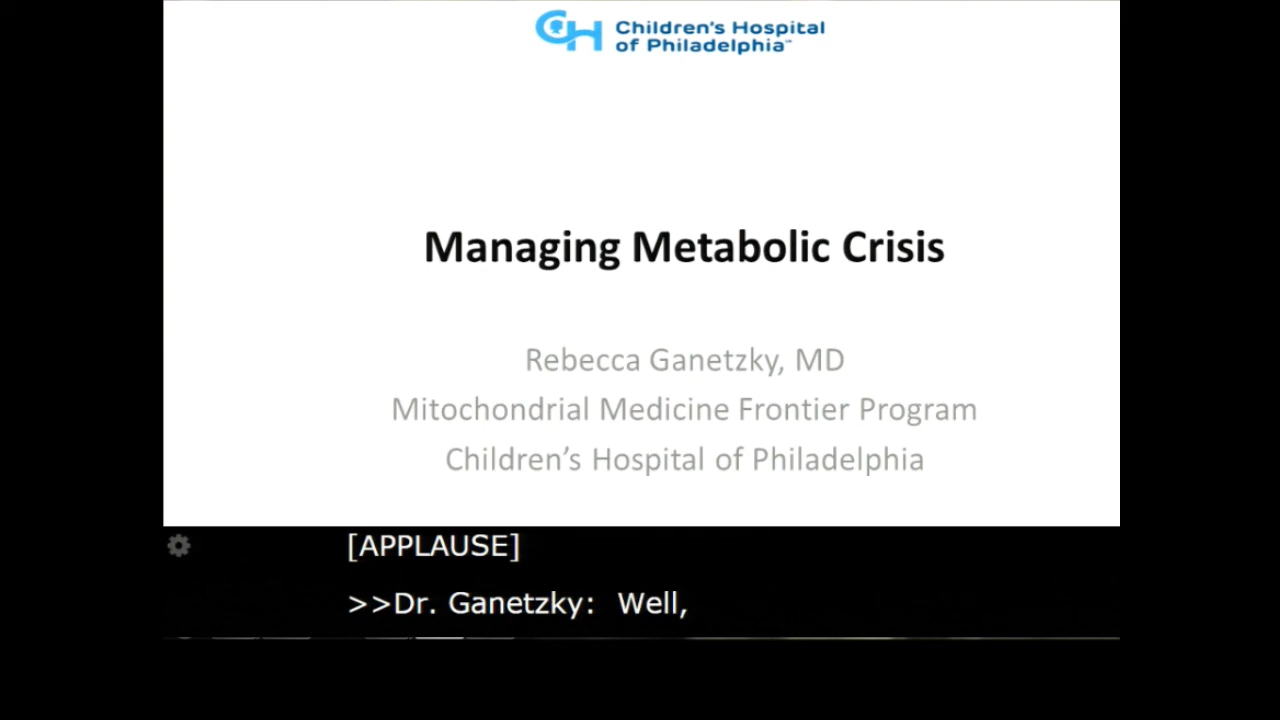 Children's Hospital
of Philadelphia™
Managing Metabolic Crisis
Rebecca Ganetzky, MD
Mitochondrial Medicine Frontier Program
Children’s Hospital of Philadelphia
[APPLAUSE]
>>Dr. Ganetzky:  Well,